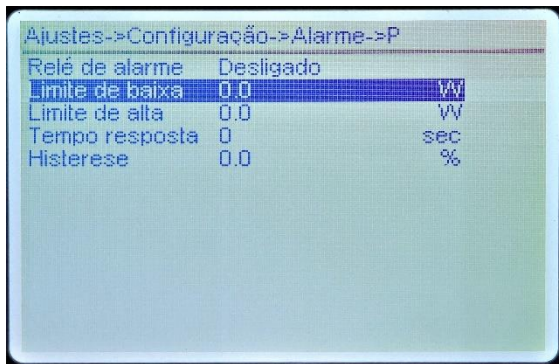 Ajustes->Configuração->Alarme->P
Relé de alarme Desligado
Limite de baixa 0.0 W
Limite de alta 0.0 W
Tempo resposta 0 sec
Histerese 0.0 %